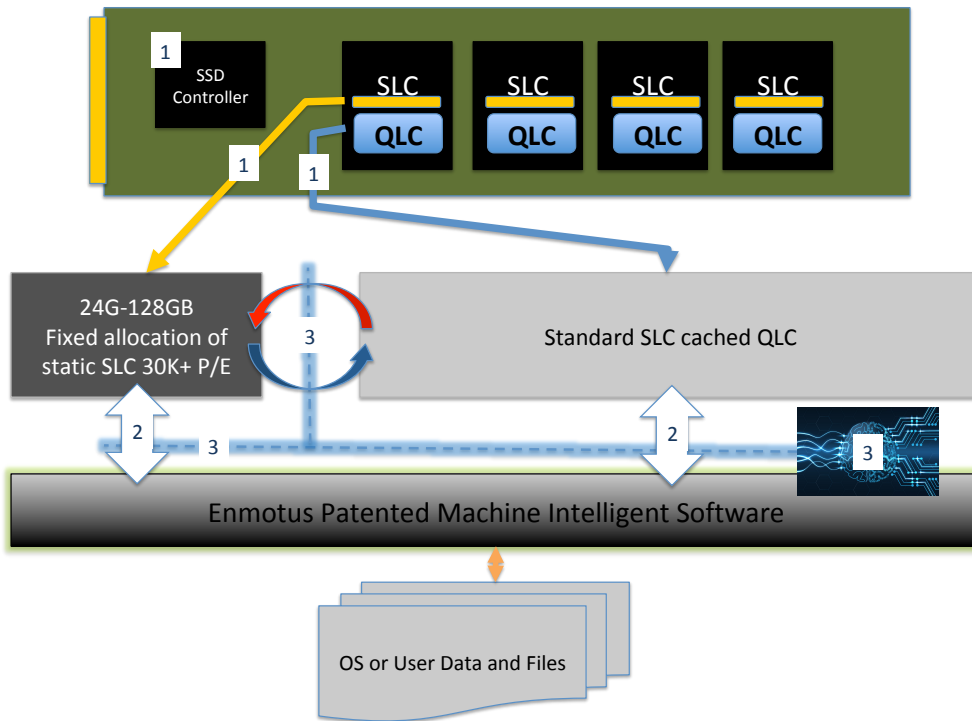 1
SSD
Controller
SLC
QLC
SLC
QLC
SLC
QLC
SLC
QLC
1
1
24G-128GB
Fixed allocation of
static SLC 30K+ P/E
3
Standard SLC cached QLC
2
3
2
3
Enmotus Patented Machine Intelligent Software
OS or User Data and Files